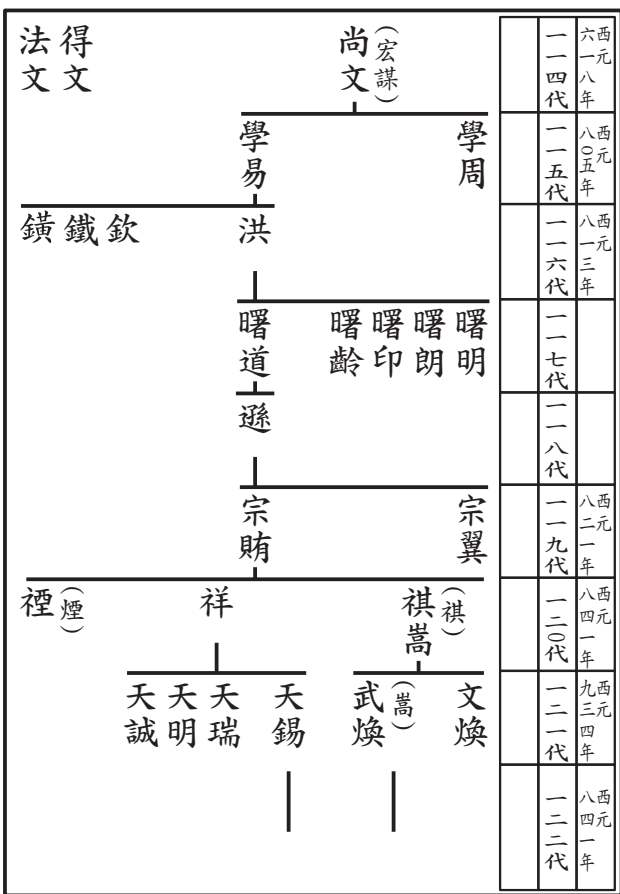 西元六一八年
一一四代
尚文
(宏謀)
得文
法文
西元八0五年
一一五代
學周
學易
西元八一三年
一一六代
洪
欽
鐵
鐄
一一七代
曙明
曙朗
曙印
曙齡
曙道
一一八代
遜
西元八二一年
一一九代
宗翼
宗賄
西元八四一年
一二0代
(祺)
祺嵩
祥
(煙)
禋
西元九三四年
一二一代
文煥
(嵩)
武煥
天錫
天瑞
天明
天誠
西元八四一年
一二二代